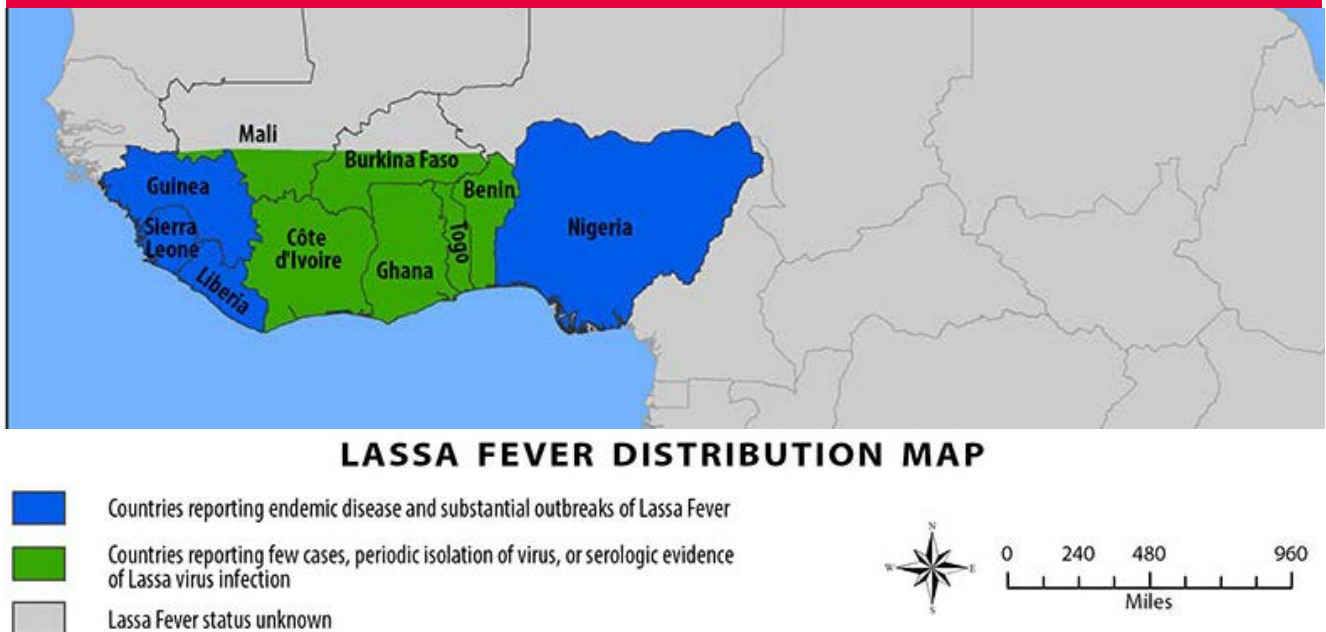 Mali
Burkina Faso
Guinea
Benin
Sierra
Leone
Côte
d'Ivoire
Togo
Nigeria
Ghana
Liberia
LASSA FEVER DISTRIBUTION MAP
Countries reporting endemic disease and substantial outbreaks of Lassa Fever
Countries reporting few cases, periodic isolation of virus, or serologic evidence
of Lassa virus infection
Lassa Fever status unknown
N
W
E
S
0 240 480 960
Miles